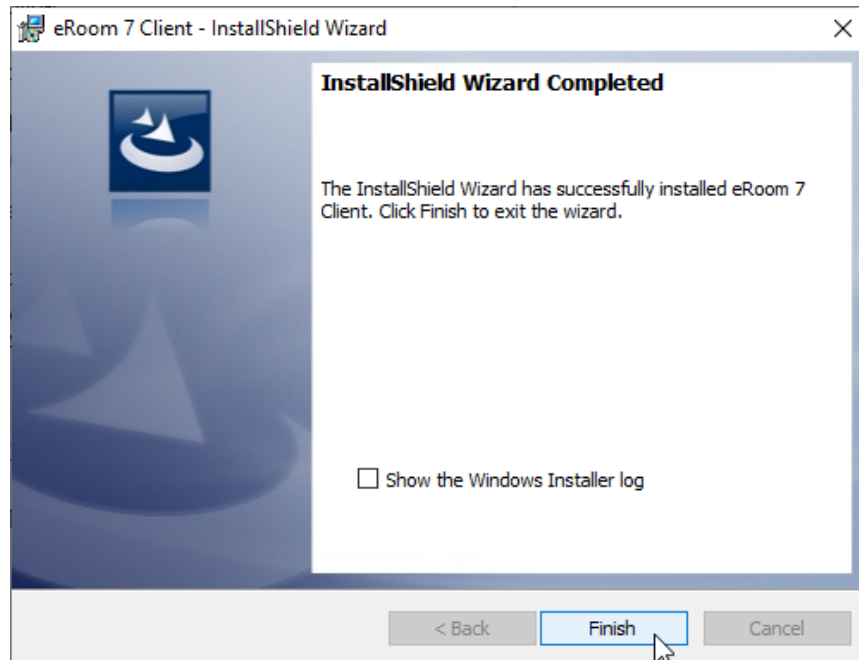 eRoom 7 Client - InstallShield Wizard
InstallShield Wizard Completed
The InstallShield Wizard has successfully installed eRoom 7
Client. Click Finish to exit the wizard.
Show the Windows Installer log
< Back
Finish
Cancel